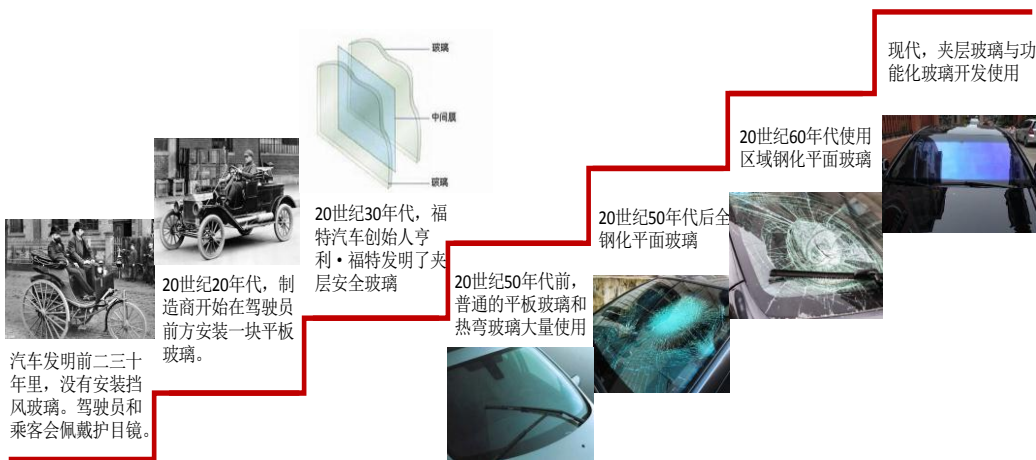 汽车发明前二三十
年里，没有安装挡
风玻璃。驾驶员和
乘客会佩戴护目镜。
20世纪20年代，制
造商开始在驾驶员
前方安装一块平板
玻璃。
玻璃
中间膜
玻璃
20世纪30年代，福
特汽车创始人亨
利•福特发明了夹
层安全玻璃
20世纪50年代前，
普通的平板玻璃和
热弯玻璃大量使用
20世纪50年代后全
钢化平面玻璃
20世纪60年代使用
区域钢化平面玻璃
现代，夹层玻璃与功
能化玻璃开发使用